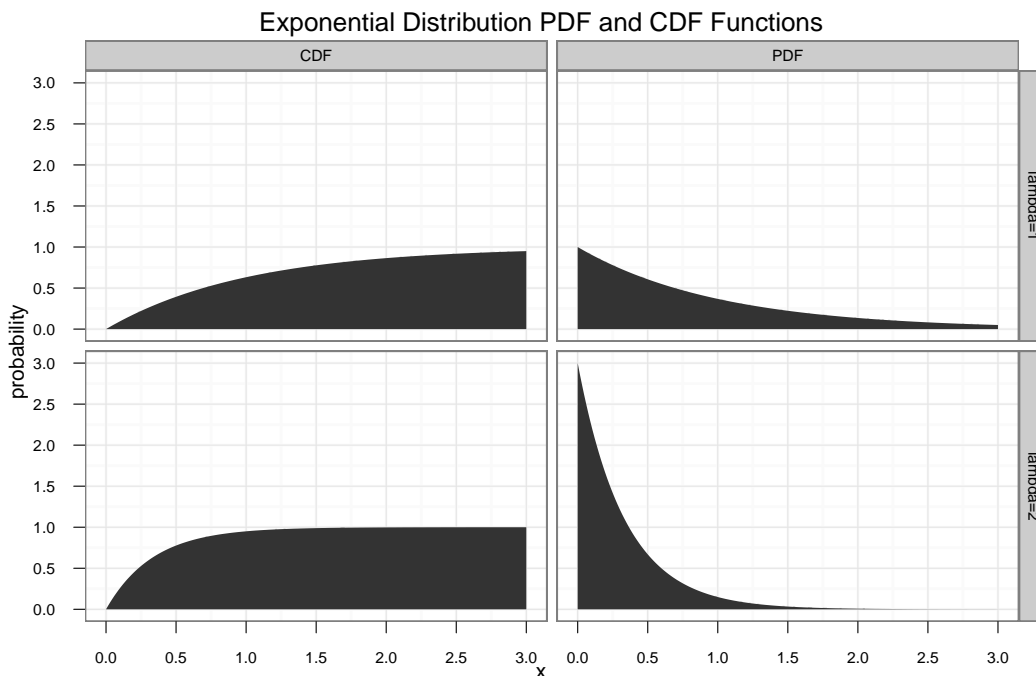 Exponential Distribution PDF and CDF Functions
CDF
PDF
3.0
2.5
2.0
1.5
1.0
0.5
0.0
lambda=1
3.0
2.5
2.0
1.5
1.0
0.5
0.0
lambda=2
probability
0.0 0.5 1.0 1.5 2.0 2.5 3.0
0.0 0.5 1.0 1.5 2.0 2.5 3.0
x